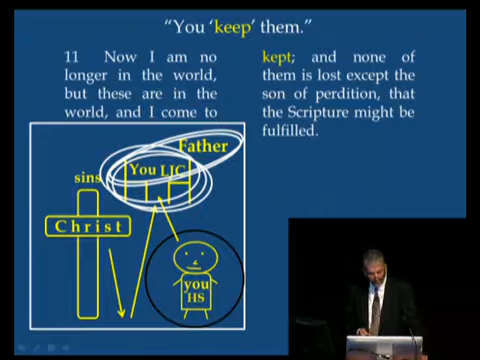 "You 'keep' them."
11 Now I am no
longer in the world,
but these are in the
world, and I come to
kept; and none of
them is lost except the
son of perdition, that
the Scripture might be
fulfilled.
Father
You LJC
sins
Christ
you
HS